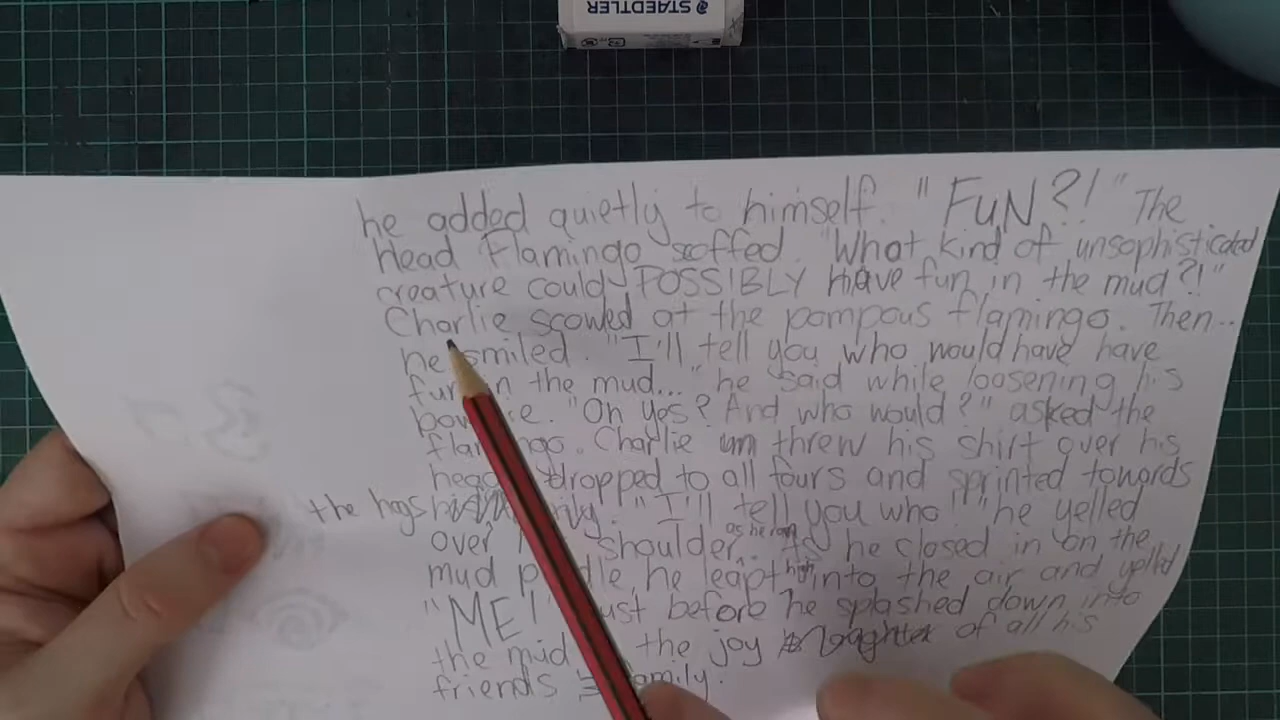 STAEDTLER
he added quietly to himself. "FUN?!" The
Head Flamingo scoffed. "What kind of unsophisticated
creature could POSSIBLY have fun in the mud?!"
Charlie scowled at the pompous flamingo. Then...
he smiled. "I'll tell you who would have have
fun in the mud..." he said while loosening his
bow tie. "Oh yes? And who would?" asked the
flamingo. Charlie threw his shirt over his
head dropped to all fours and sprinted towards
the hogs "I'll tell you who!" he yelled
over shoulder as he ran. As he closed in on the
mud puddle, he leapt high into the air and yelled
"ME!" just before he splashed down into
the mud the joy & laughter of all his
friends & family.